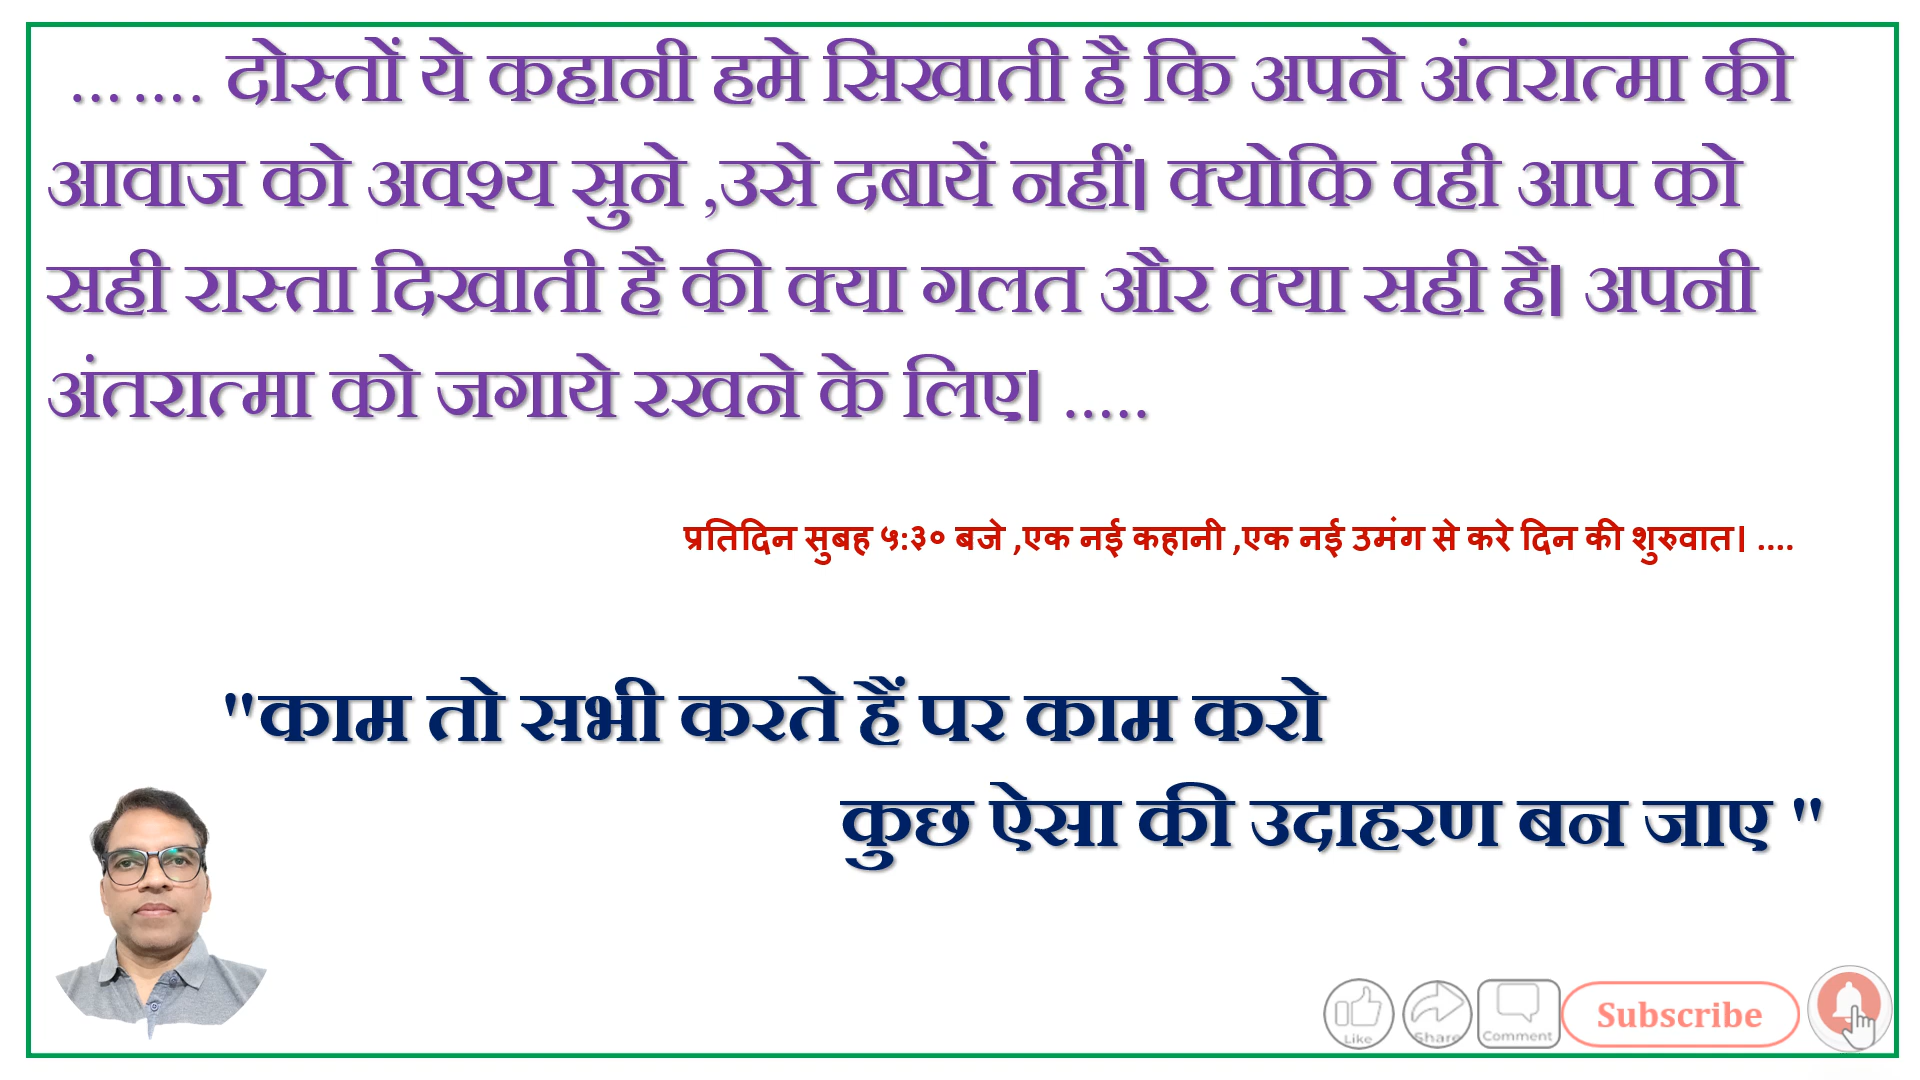 ....... दोस्तों ये कहानी हमे सिखाती है कि अपने अंतरात्मा की
आवाज को अवश्य सुने ,उसे दबायें नहीं। क्योकि वही आप को
सही रास्ता दिखाती है की क्या गलत और क्या सही है। अपनी
अंतरात्मा को जगाये रखने के लिए। .....
प्रतिदिन सुबह ५:३० बजे ,एक नई कहानी ,एक नई उमंग से करे दिन की शुरुवात। ....
"काम तो सभी करते हैं पर काम करो
कुछ ऐसा की उदाहरण बन जाए "
Like Share Comment Subscribe